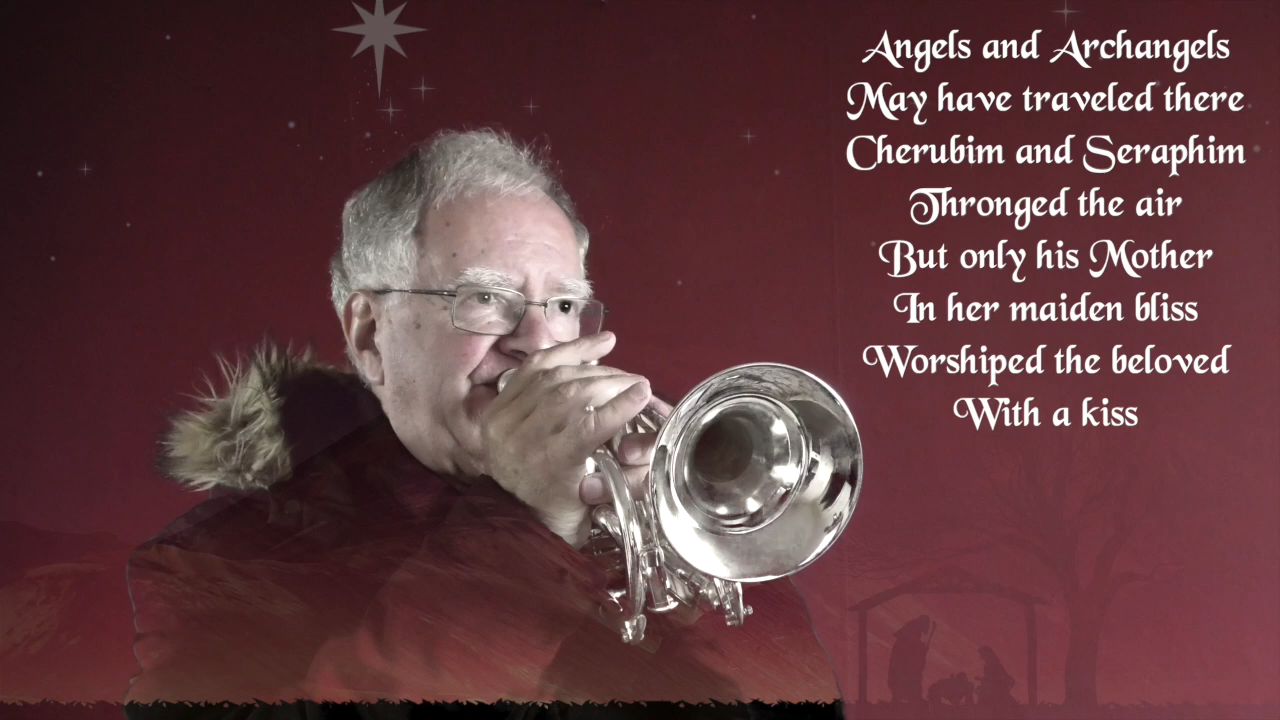 Angels and Archangels
May have traveled there
Cherubim and Seraphim
Thronged the air
But only his Mother
In her maiden bliss
Worshiped the beloved
With a kiss